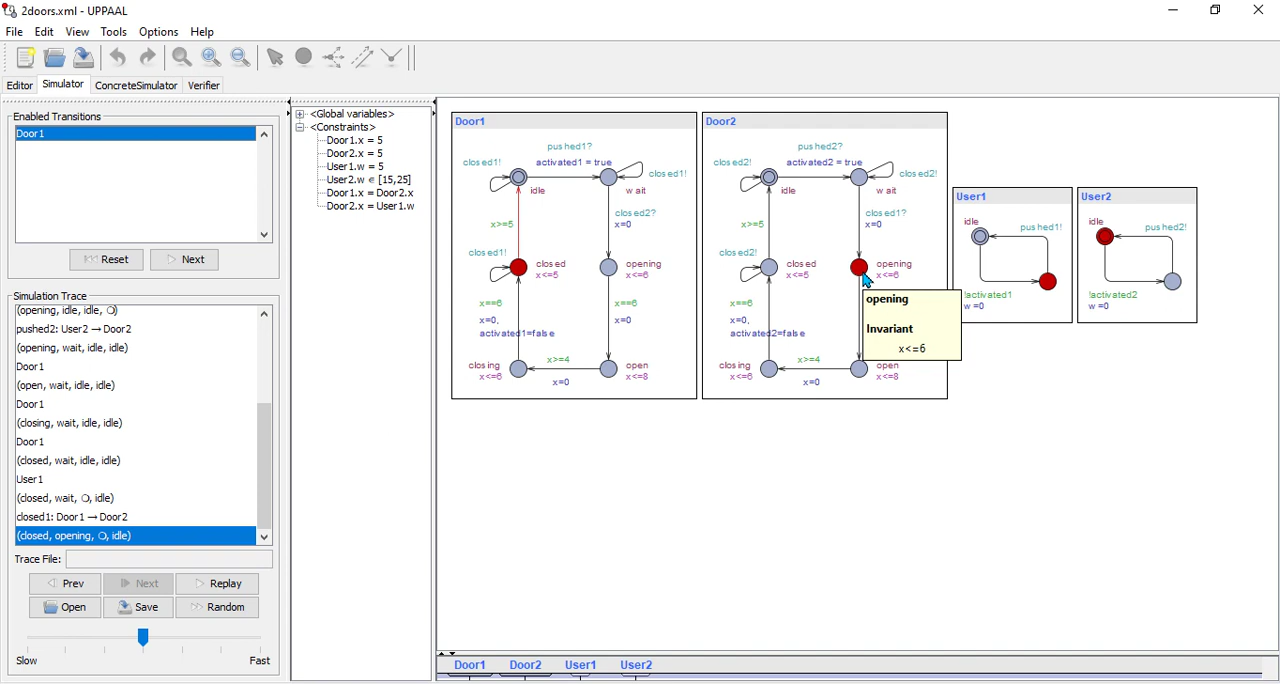 2doors.xml - UPPAAL
File Edit View Tools Options Help
Editor Simulator ConcreteSimulator Verifier
Enabled Transitions
Door1
Reset Next
Simulation Trace
(opening, idle, idle, ❍)
pushed2: User2 → Door2
(opening, wait, idle, idle)
Door1
(open, wait, idle, idle)
Door1
(closing, wait, idle, idle)
Door1
(closed, wait, idle, idle)
User1
(closed, wait, ❍, idle)
closed1: Door1 → Door2
(closed, opening, ❍, idle)
Trace File:
Prev Next Replay
Open Save Random
Slow Fast
<Global variables>
<Constraints>
Door1.x = 5
Door2.x = 5
User1.w = 5
User2.w ∈ [15,25]
Door1.x = Door2.x
Door2.x = User1.w
Door1
pushed1?
closed1! activated1 = true closed1!
idle wait
closed2?
x>=5 x=0
closed1!
closed opening
x<=5 x<=6
x==6 x==6
x=0, x=0
activated1=false
closing x>=4 open
x<=6 x=0 x<=8
Door2
pushed2?
closed2! activated2 = true closed2!
idle wait
closed1?
x>=5 x=0
closed2!
closed opening
x<=5 x<=6
x==6
x=0,
activated2=false
closing x>=4 open
x<=6 x=0 x<=8
opening
Invariant
x<=6
User1
idle
pushed1!
!activated1
w =0
User2
idle
pushed2!
!activated2
w =0
Door1 Door2 User1 User2